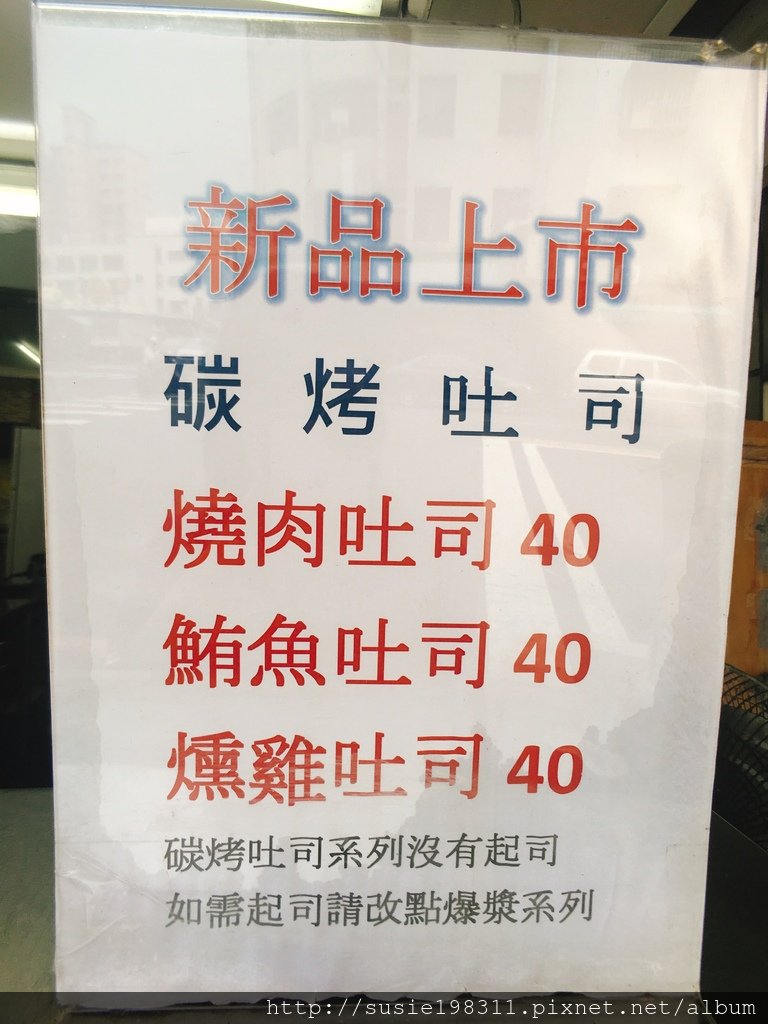 新品上市
碳烤吐司
燒肉吐司 40
鮪魚吐司 40
燻雞吐司 40
碳烤吐司系列沒有起司
如需起司請改點爆漿系列
http://susie198311.pixnet.net/album